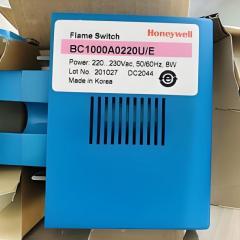 Honeywell
Flame Switch
BC1000A0220U/E
Power: 220...230Vac, 50/60Hz, 8W
Lot No. 201027 DC2044
Made in Korea